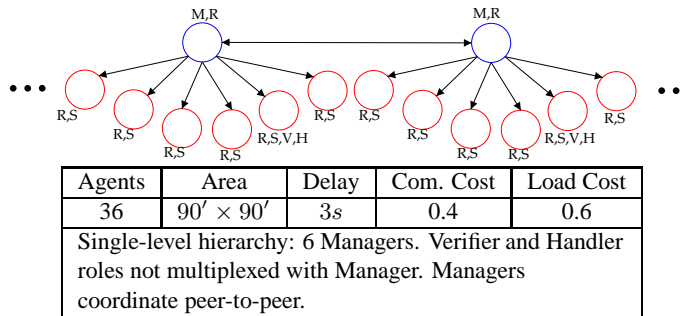 M,R M,R
R,S R,S R,S R,S
R,S R,S,V,H R,S R,S,V,H
R,S R,S R,S R,S
Agents Area Delay Com. Cost Load Cost
36 90′ × 90′ 3s 0.4 0.6
Single-level hierarchy: 6 Managers. Verifier and Handler
roles not multiplexed with Manager. Managers
coordinate peer-to-peer.